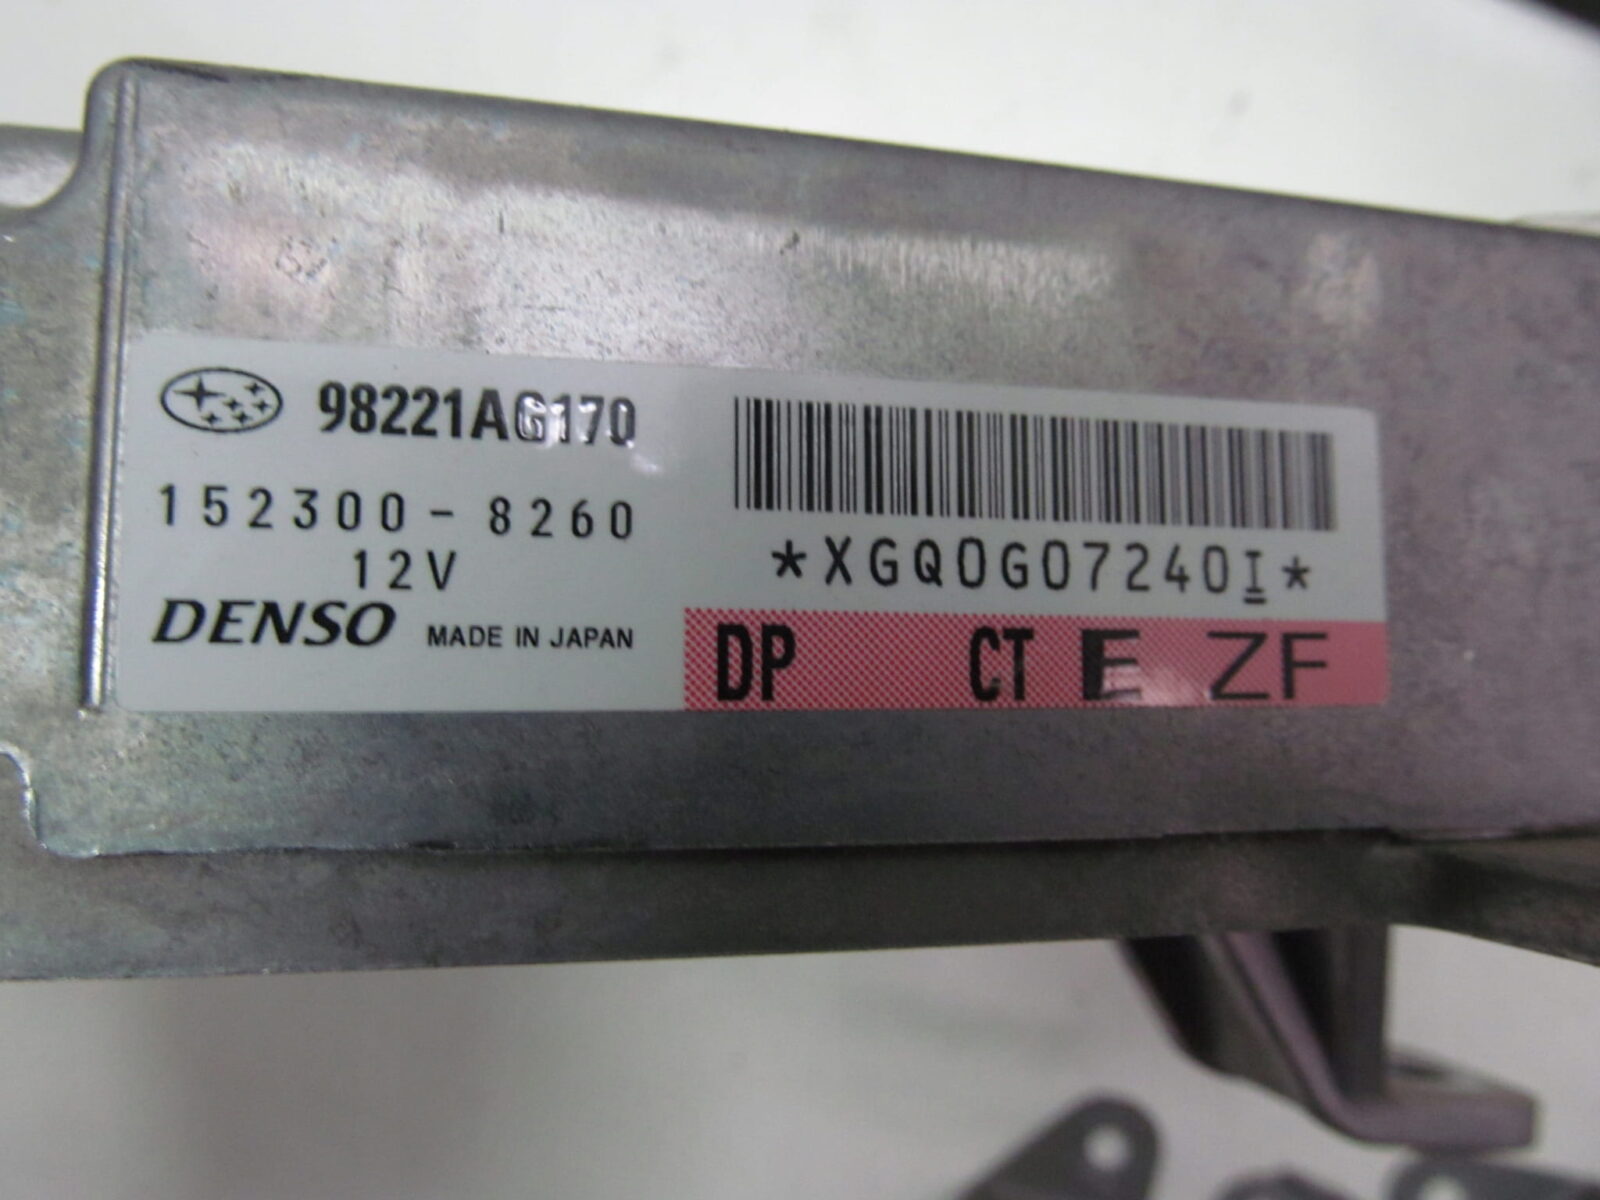 98221AG170
152300-8260
12V
DENSO MADE IN JAPAN
*XGQ0G07240I*
DP CT E ZF